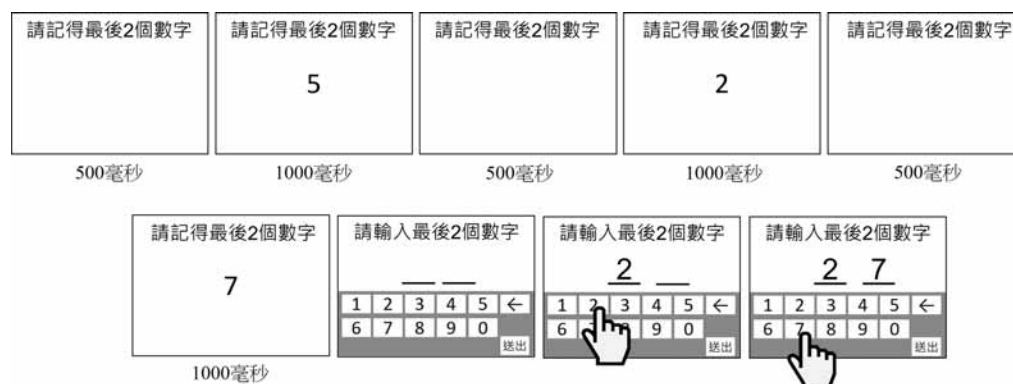 請記得最後2個數字
請記得最後2個數字
請記得最後2個數字
請記得最後2個數字
請記得最後2個數字
5
2
500毫秒
1000毫秒
500毫秒
1000毫秒
500毫秒
請記得最後2個數字
7
1000毫秒
請輸入最後2個數字
1 2 3 4 5 ←
6 7 8 9 0
送出
請輸入最後2個數字
2
1 2 3 4 5 ←
6 9 0
送出
請輸入最後2個數字
2 7
1 2 3 4 5 ←
6 7 8 9 0
送出